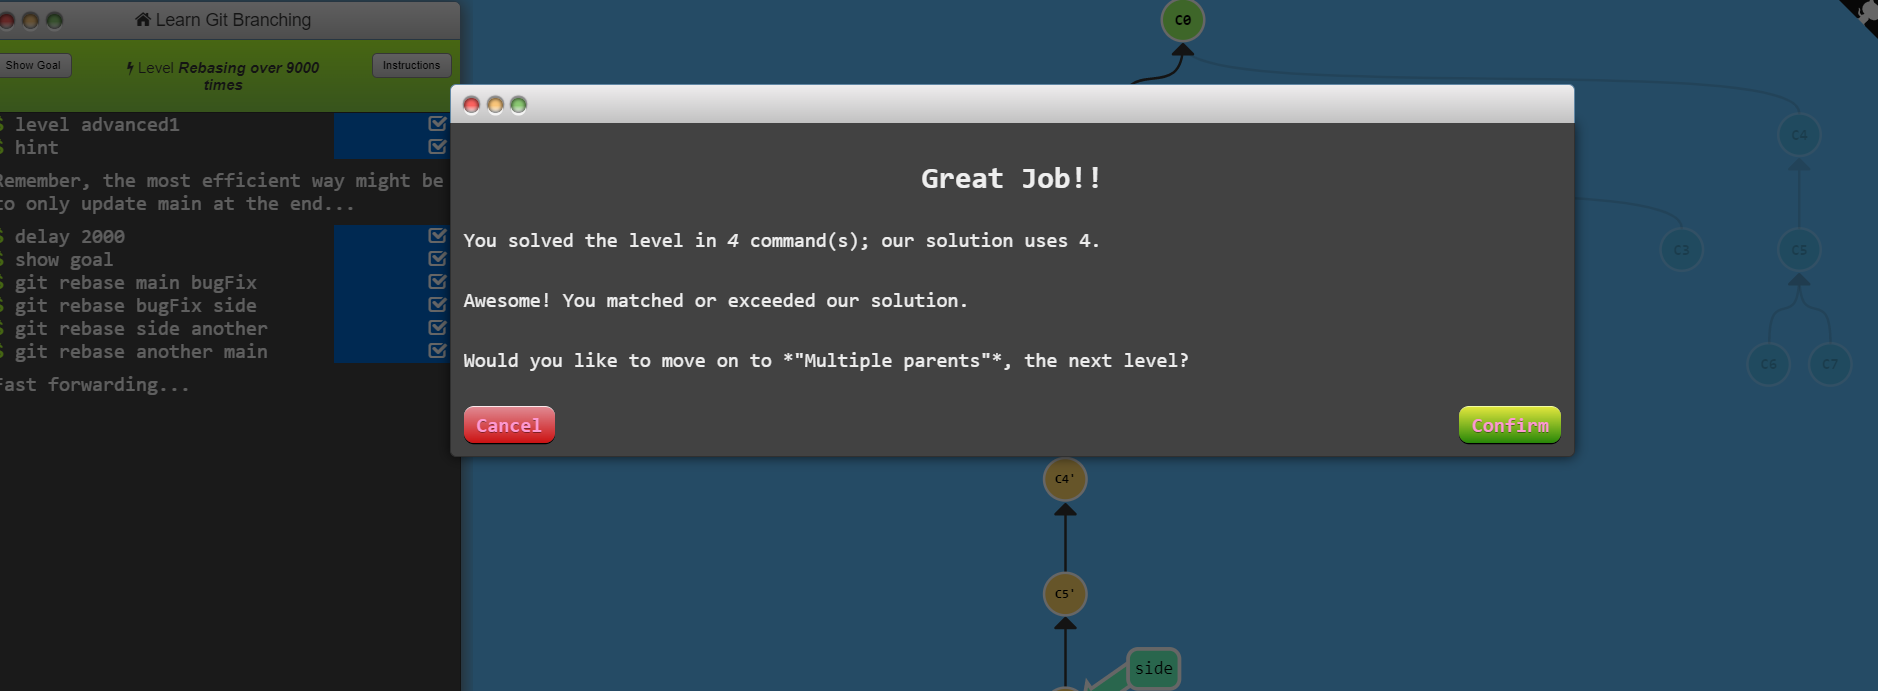 Learn Git Branching
Show Goal
Level Rebasing over 9000
times
Instructions
$ level advanced1
$ hint
Remember, the most efficient way might be
to only update main at the end...
$ delay 2000
$ show goal
$ git rebase main bugFix
$ git rebase bugFix side
$ git rebase side another
$ git rebase another main
Fast forwarding...
C0
C4
C3
C5
C6
C7
Great Job!!
You solved the level in 4 command(s); our solution uses 4.
Awesome! You matched or exceeded our solution.
Would you like to move on to *"Multiple parents"*, the next level?
Cancel
Confirm
C4'
C5'
side